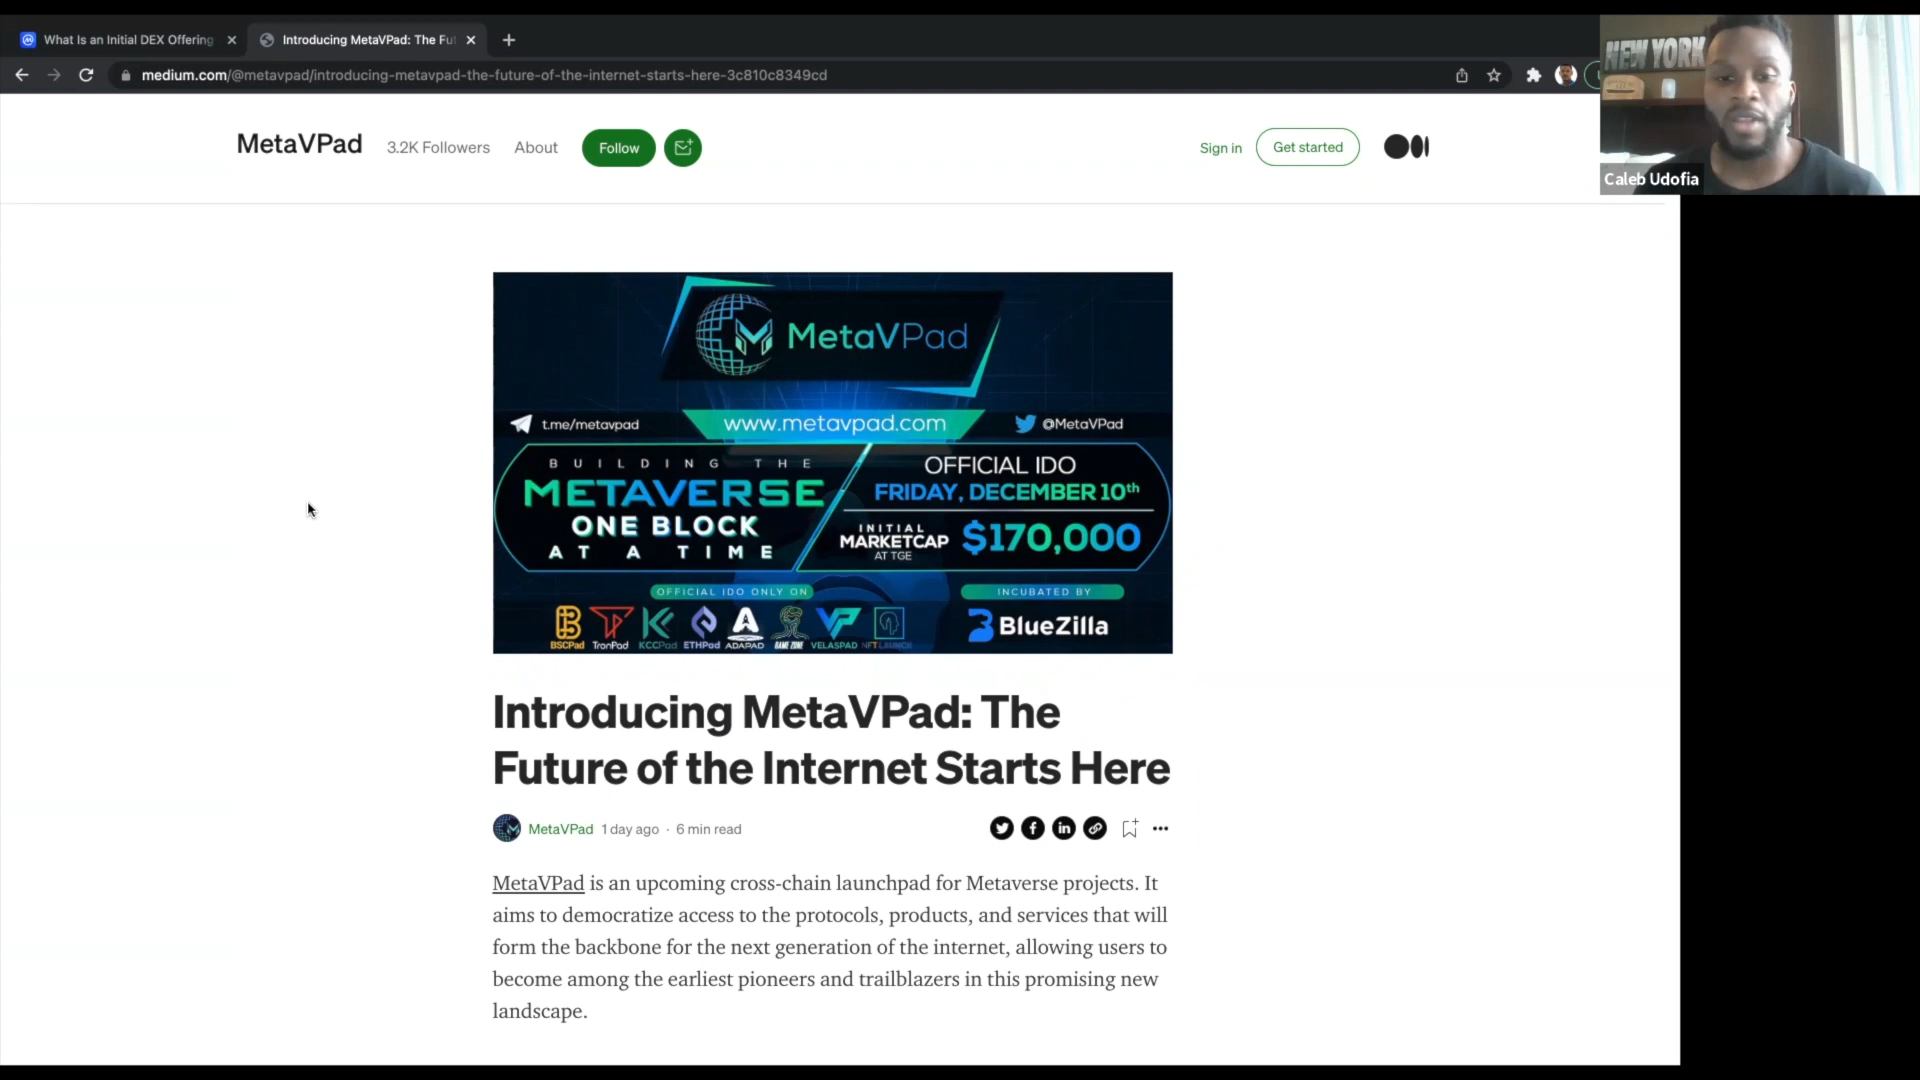 What Is an Initial DEX Offering
Introducing MetaVPad: The Fu
medium.com/@metavpad/introducing-metavpad-the-future-of-the-internet-starts-here-3c810c8349cd
NEW YORK
Caleb Udofia
MetaVPad
3.2K Followers
About
Follow
Sign in
Get started
MetaVPad
t.me/metavpad
www.metavpad.com
@MetaVPad
BUILDING THE
METAVERSE
ONE BLOCK
AT A TIME
OFFICIAL IDO
FRIDAY, DECEMBER 10th
INITIAL
MARKETCAP
AT TGE
$170,000
OFFICIAL IDO ONLY ON
BSCPad TronPad KCCPad ETHPad ADAPAD GAME ZONE VELASPAD NFTLAUNCH
INCUBATED BY
BlueZilla
Introducing MetaVPad: The
Future of the Internet Starts Here
MetaVPad 1 day ago · 6 min read
MetaVPad is an upcoming cross-chain launchpad for Metaverse projects. It
aims to democratize access to the protocols, products, and services that will
form the backbone for the next generation of the internet, allowing users to
become among the earliest pioneers and trailblazers in this promising new
landscape.